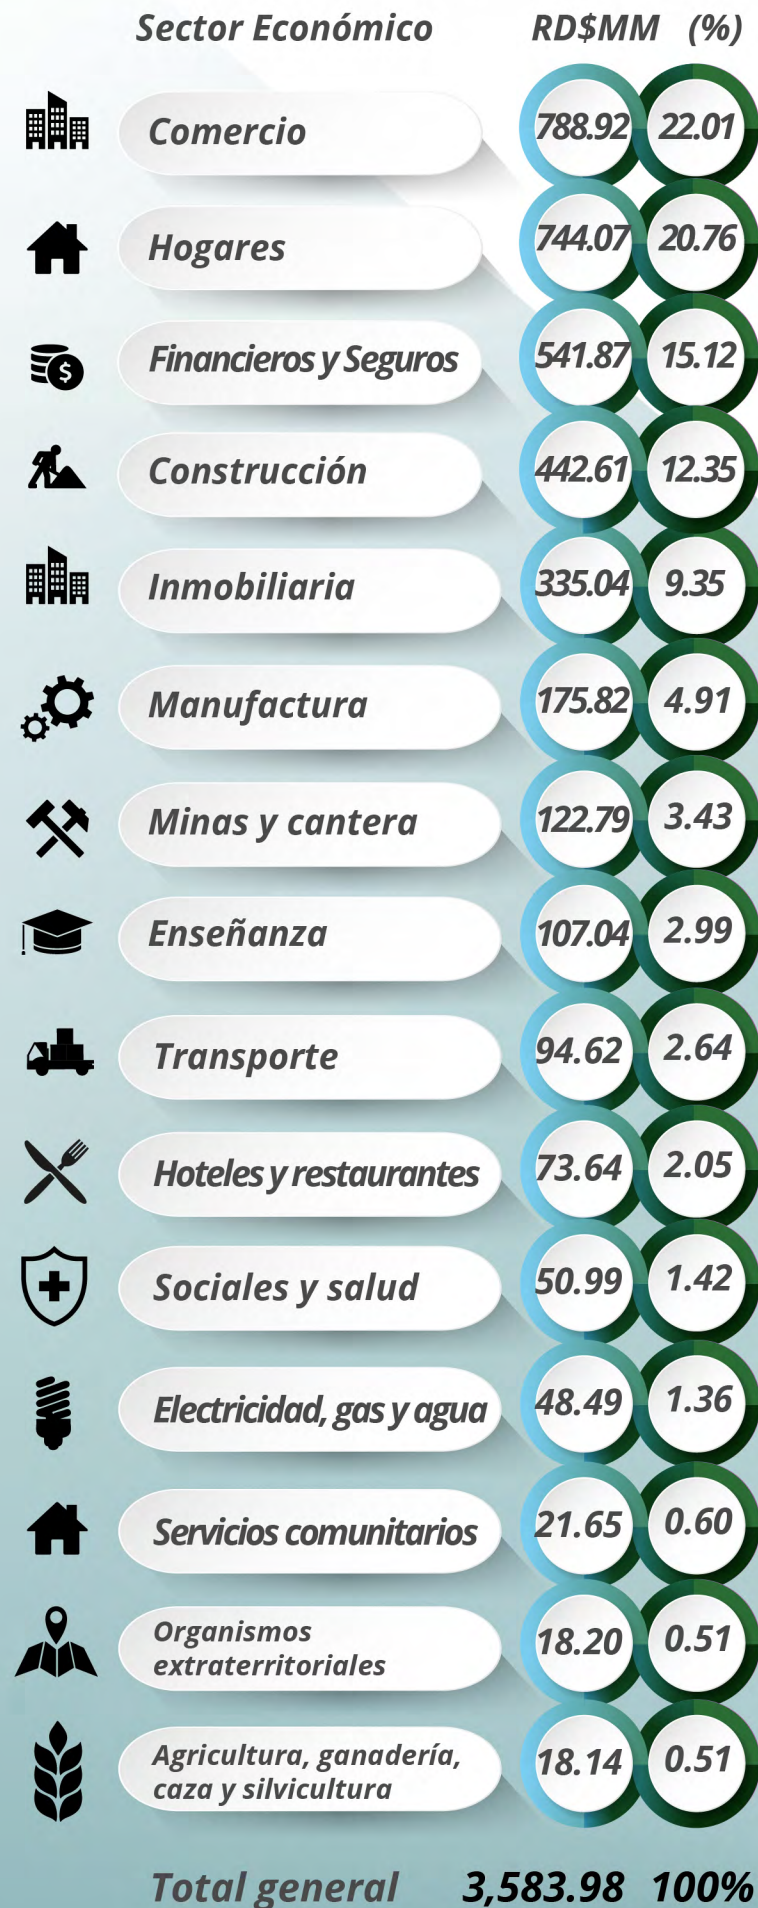 Sector Económico RD$MM (%)
Comercio 788.92 22.01
Hogares 744.07 20.76
Financieros y Seguros 541.87 15.12
Construcción 442.61 12.35
Inmobiliaria 335.04 9.35
Manufactura 175.82 4.91
Minas y cantera 122.79 3.43
Enseñanza 107.04 2.99
Transporte 94.62 2.64
Hoteles y restaurantes 73.64 2.05
Sociales y salud 50.99 1.42
Electricidad, gas y agua 48.49 1.36
Servicios comunitarios 21.65 0.60
Organismos
extraterritoriales 18.20 0.51
Agricultura, ganadería,
caza y silvicultura 18.14 0.51
Total general 3,583.98 100%